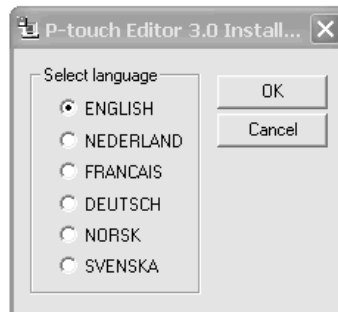 P-touch Editor 3.0 Install...
Select language
ENGLISH
NEDERLAND
FRANCAIS
DEUTSCH
NORSK
SVENSKA
OK
Cancel